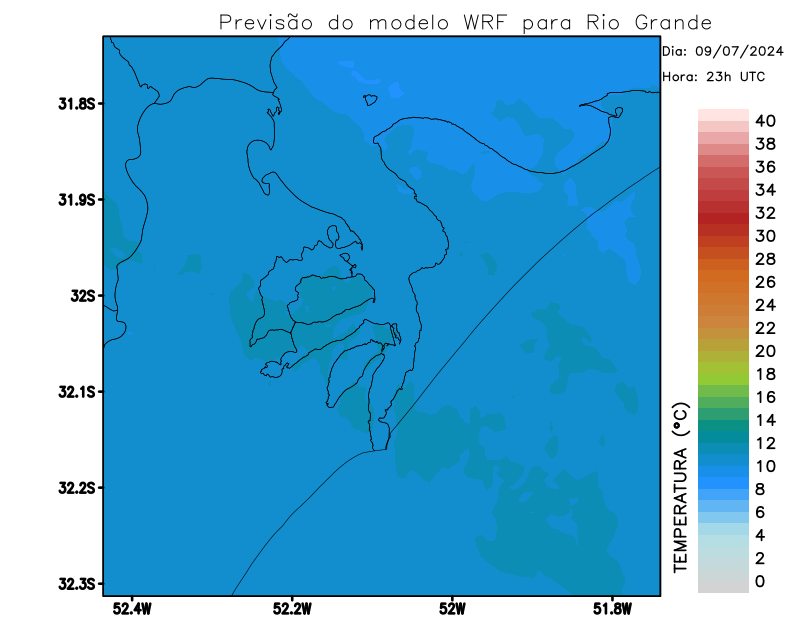 Previsão do modelo WRF para Rio Grande
Dia: 09/07/2024
Hora: 23h UTC
31.8S
31.9S
32S
32.1S
32.2S
32.3S
52.4W
52.2W
52W
51.8W
TEMPERATURA (ºC)
40
38
36
34
32
30
28
26
24
22
20
18
16
14
12
10
8
6
4
2
0